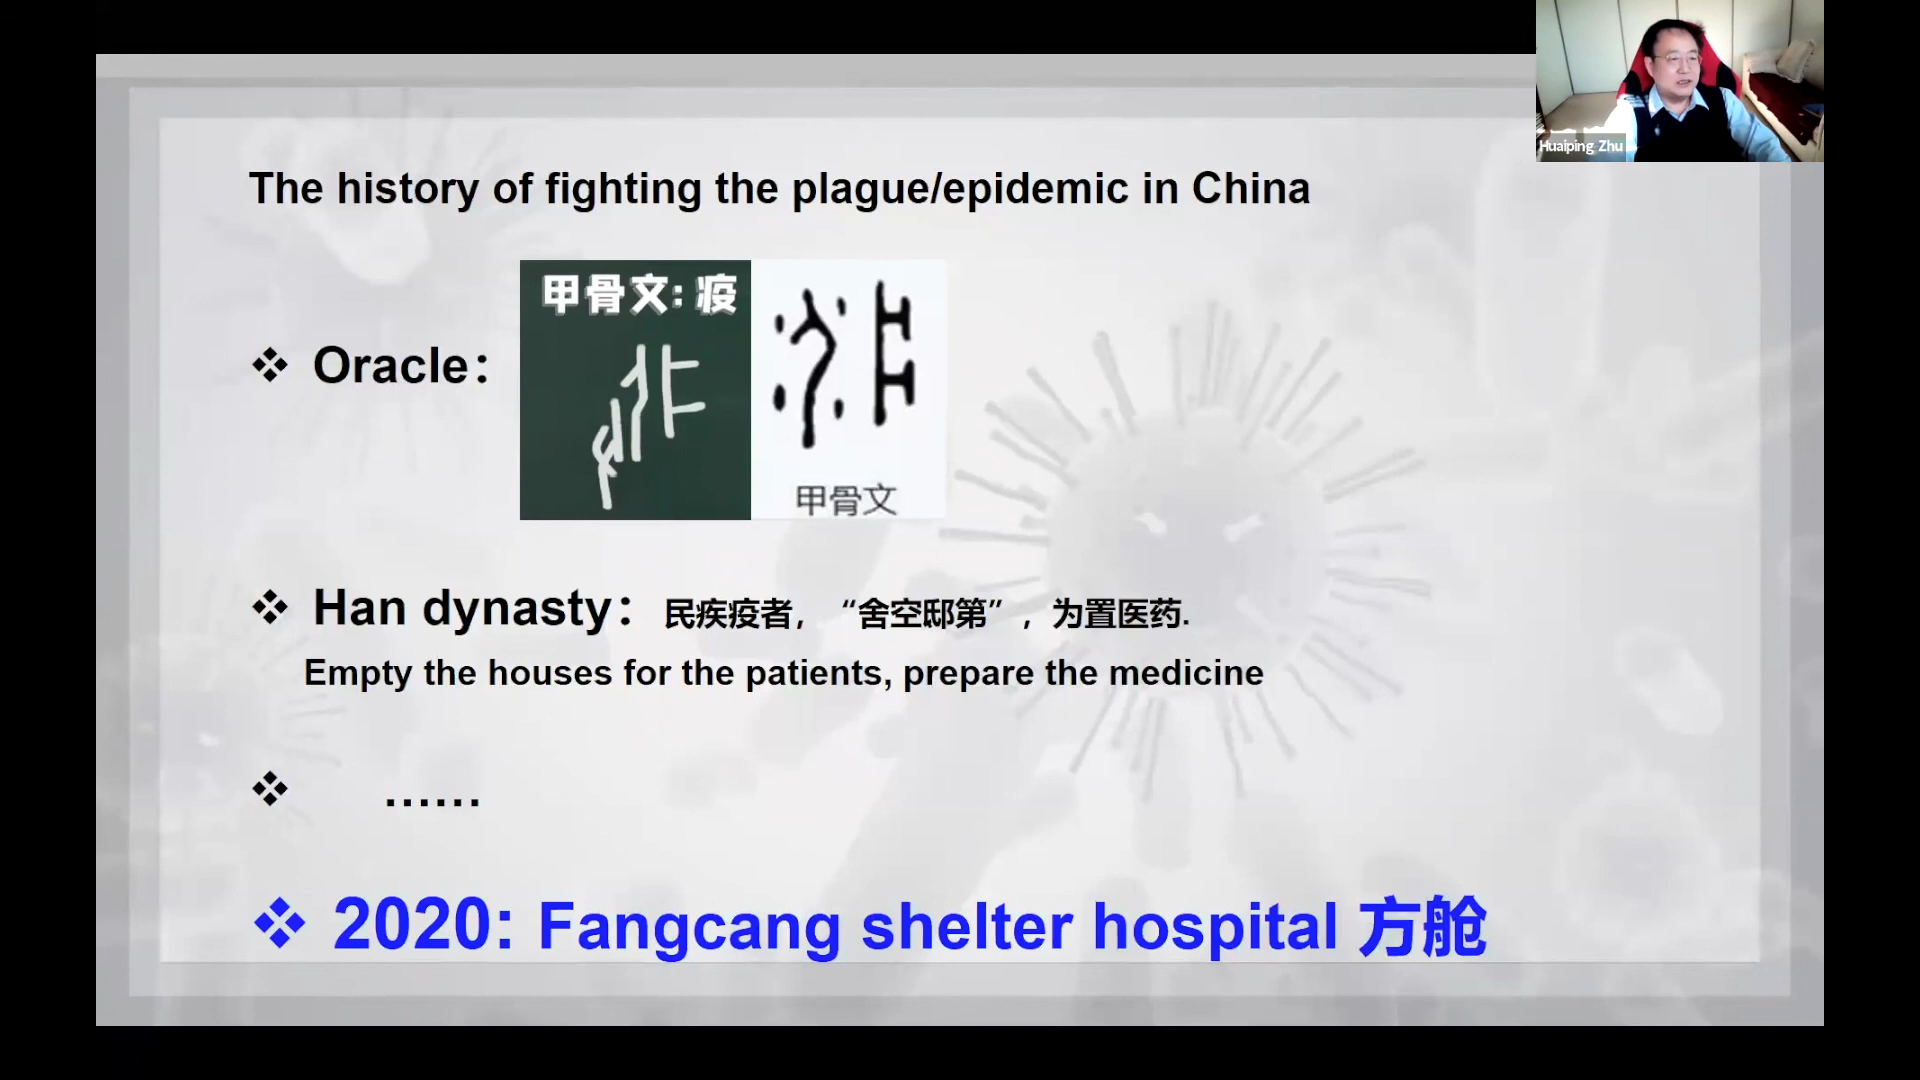 Huaiping Zhu
The history of fighting the plague/epidemic in China
甲骨文: 疫
Oracle：
甲骨文
Han dynasty：民疾疫者，“舍空邸第”，为置医药.
Empty the houses for the patients, prepare the medicine
……
2020: Fangcang shelter hospital 方舱